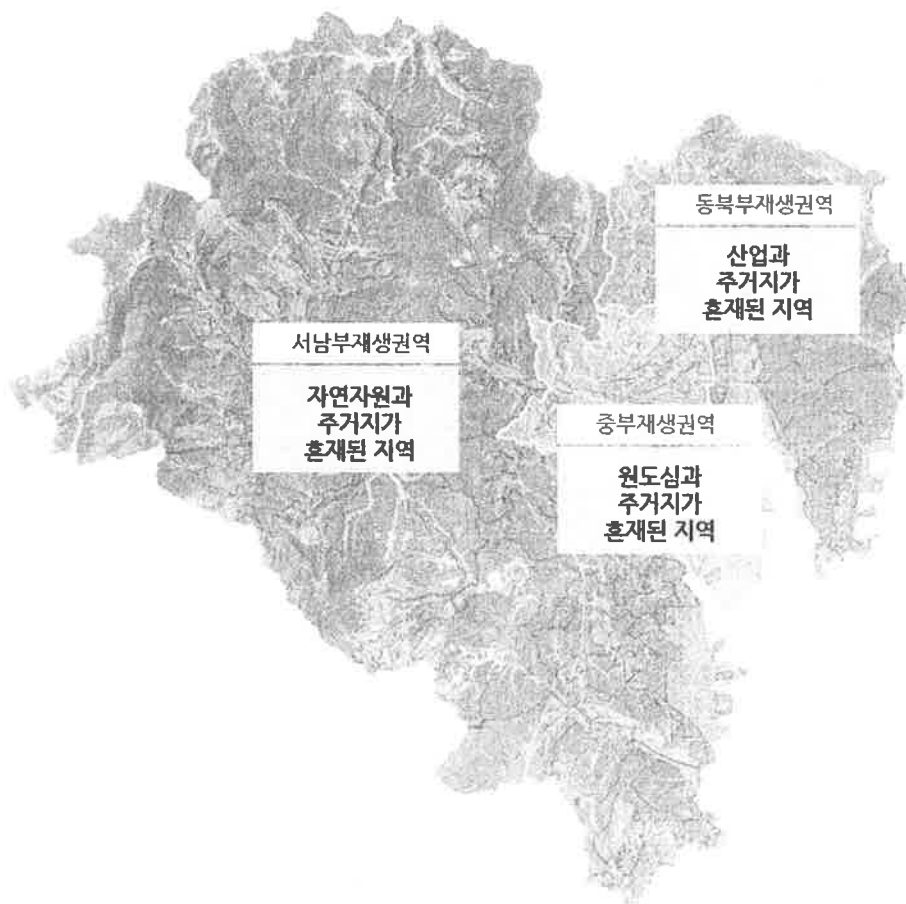 동북부재생권역
산업과
주거지가
혼재된 지역
서남부재생권역
자연자원과
주거지가
혼재된 지역
중부재생권역
원도심과
주거지가
혼재된 지역